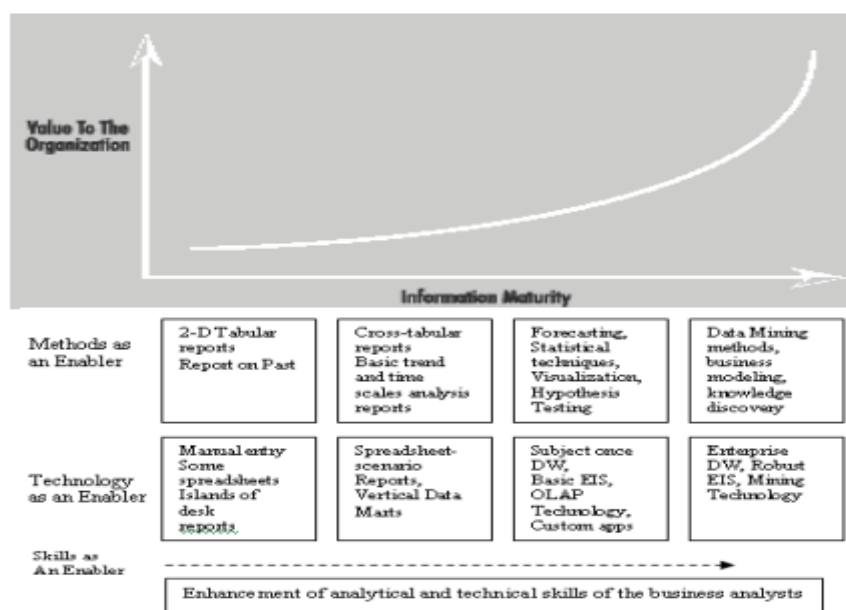 Value To The
Organization
Information Maturity
Methods as
an Enabler
2-D Tabular
reports
Report on Past
Cross-tabular
reports
Basic trend
and time
scales analysis
reports
Forecasting,
Statistical
techniques,
Visualization,
Hypothesis
Testing
Data Mining
methods,
business
modeling,
knowledge
discovery
Technology
as an Enabler
Manual entry
Some
spreadsheets
Islands of
desk
reports
Spreadsheet-
scenario
Reports,
Vertical Data
Marts
Subject once
DW,
Basic EIS,
OLAP
Technology,
Custom apps
Enterprise
DW, Robust
EIS, Mining
Technology
Skills as
An Enabler
Enhancement of analytical and technical skills of the business analysts